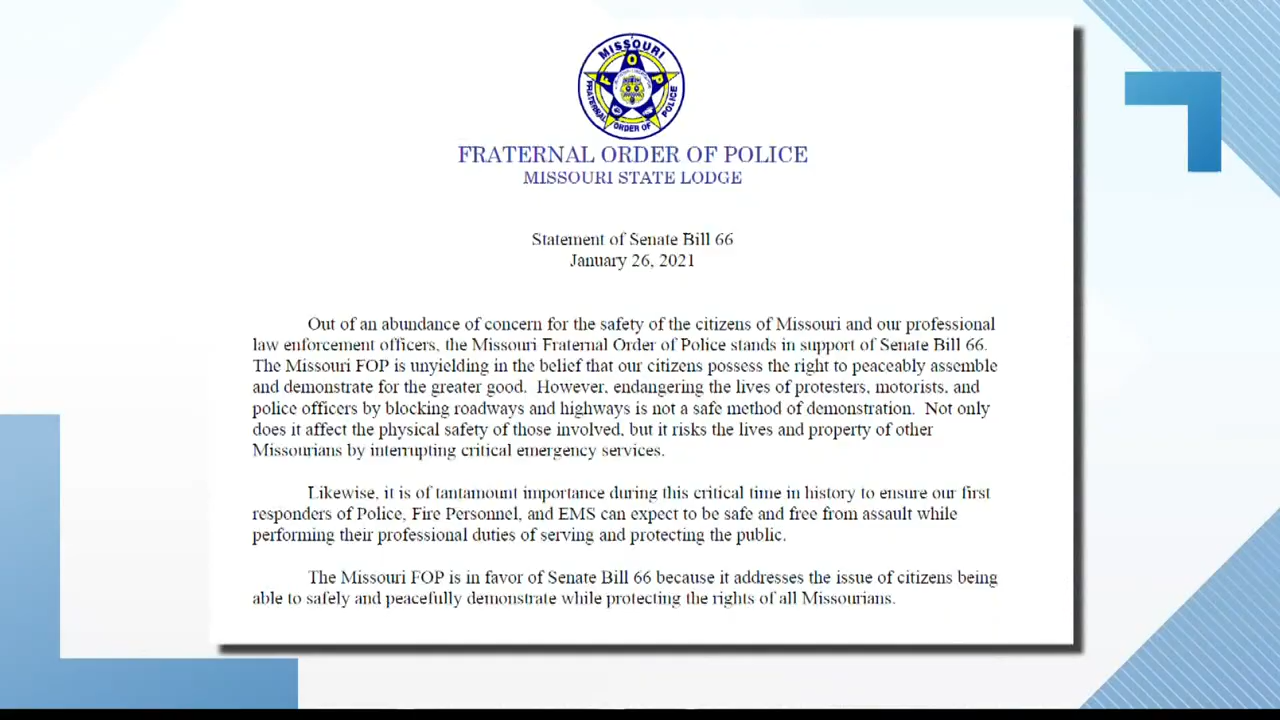 MISSOURI
F O P
FRATERNAL ORDER OF POLICE
FRATERNAL ORDER OF POLICE
MISSOURI STATE LODGE
Statement of Senate Bill 66
January 26, 2021
Out of an abundance of concern for the safety of the citizens of Missouri and our professional
law enforcement officers, the Missouri Fraternal Order of Police stands in support of Senate Bill 66.
The Missouri FOP is unyielding in the belief that our citizens possess the right to peaceably assemble
and demonstrate for the greater good. However, endangering the lives of protesters, motorists, and
police officers by blocking roadways and highways is not a safe method of demonstration. Not only
does it affect the physical safety of those involved, but it risks the lives and property of other
Missourians by interrupting critical emergency services.
Likewise, it is of tantamount importance during this critical time in history to ensure our first
responders of Police, Fire Personnel, and EMS can expect to be safe and free from assault while
performing their professional duties of serving and protecting the public.
The Missouri FOP is in favor of Senate Bill 66 because it addresses the issue of citizens being
able to safely and peacefully demonstrate while protecting the rights of all Missourians.